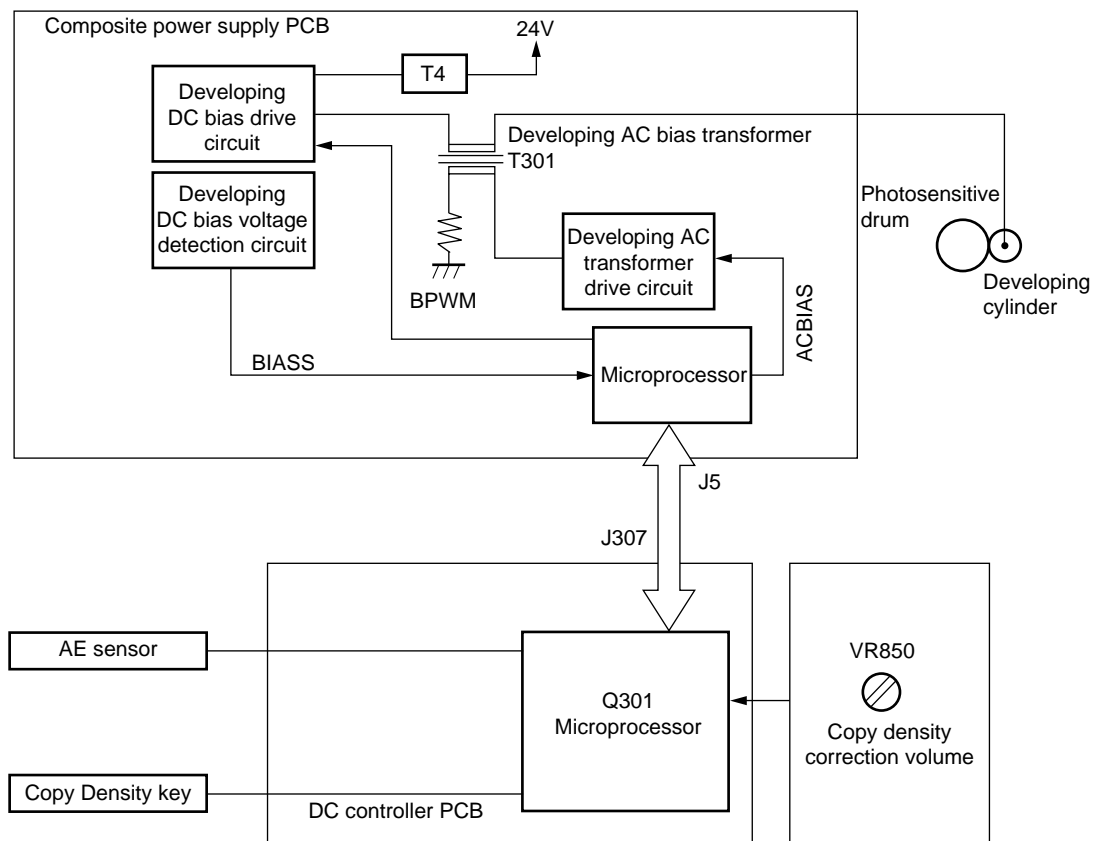 Composite power supply PCB
24V
T4
Developing
DC bias drive
circuit
Developing AC bias transformer
T301
Developing
DC bias voltage
detection circuit
Photosensitive
drum
Developing AC
transformer
drive circuit
Developing
cylinder
BPWM
ACBIAS
BIASS
Microprocessor
J5
J307
AE sensor
VR850
Q301
Microprocessor
Copy density
correction volume
Copy Density key
DC controller PCB